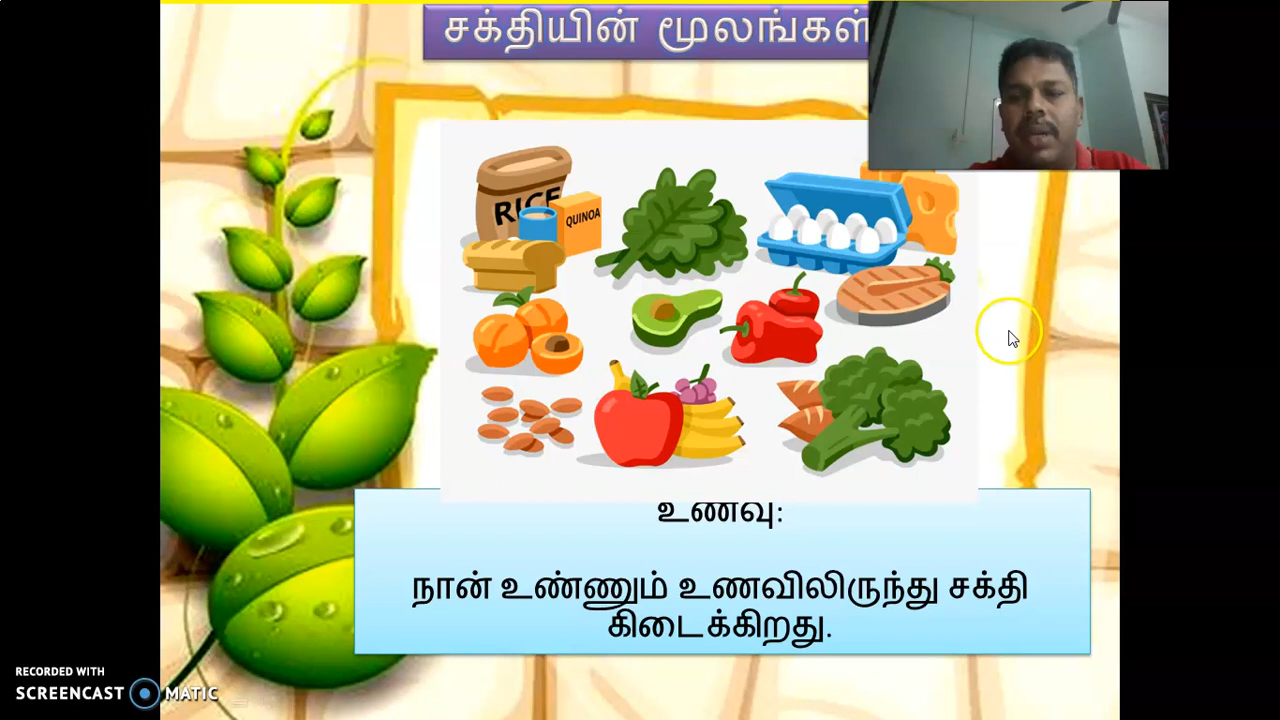 சக்தியின் மூலங்கள்
RICE
QUINOA
உணவு:
நான் உண்ணும் உணவிலிருந்து சக்தி
கிடைக்கிறது.
RECORDED WITH
SCREENCAST MATIC